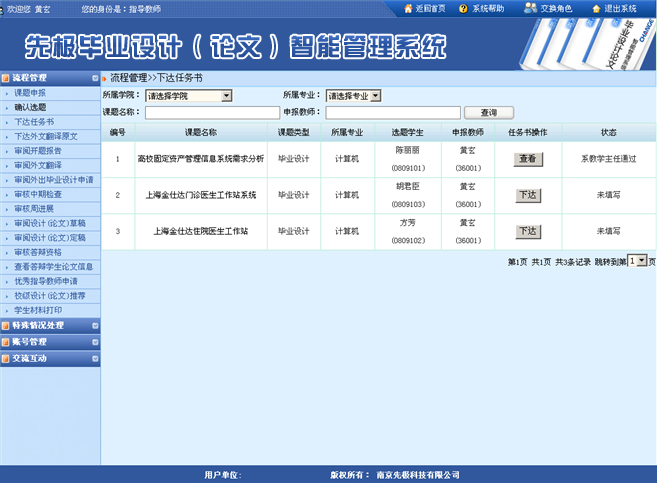 欢迎您 黄玄 您的身份是：指导教师 返回首页 系统帮助 交换角色 退出系统
先极毕业设计（论文）智能管理系统
流程管理
课题申报
确认选题
下达任务书
下达外文翻译原文
审阅开题报告
审阅外文翻译
审阅外出毕业设计申请
审核中期检查
审核周进展
审阅设计(论文)草稿
审阅设计(论文)定稿
审核答辩资格
查看答辩学生论文信息
优秀指导教师申请
校级设计(论文)推荐
学生材料打印
特殊情况处理
账号管理
交流互动
流程管理>>下达任务书
所属学院： 请选择学院 所属专业： 请选择专业
课题名称： 申报教师： 查询
编号 课题名称 课题类型 所属专业 选题学生 申报教师 任务书操作 状态
1 高校固定资产管理信息系统需求分析 毕业设计 计算机 陈丽丽 (0809101) 黄玄 (36001) 查看 系教学主任通过
2 上海金仕达门诊医生工作站系统 毕业设计 计算机 胡君臣 (0809103) 黄玄 (36001) 下达 未填写
3 上海金仕达住院医生工作站 毕业设计 计算机 方芳 (0809102) 黄玄 (36001) 下达 未填写
第1页 共1页 共3条记录 跳转到第 1 页
用户单位： 版权所有： 南京先极科技有限公司